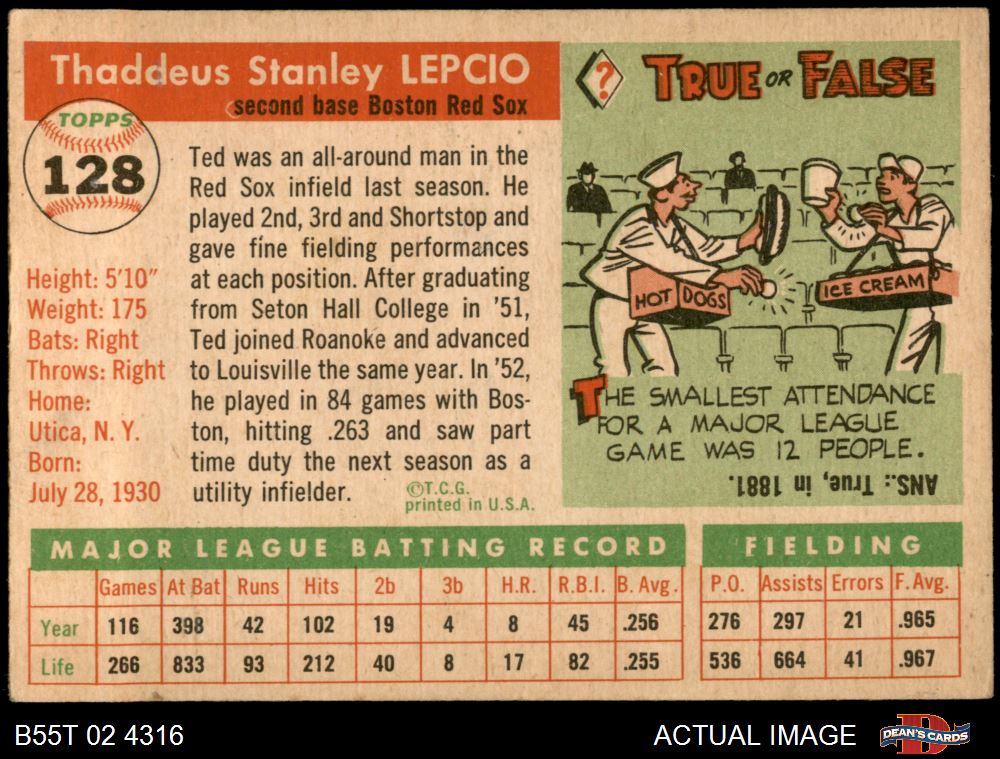 Thaddeus Stanley LEPCIO
second base Boston Red Sox
TOPPS
128
Height: 5'10"
Weight: 175
Bats: Right
Throws: Right
Home:
Utica, N. Y.
Born:
July 28, 1930
Ted was an all-around man in the
Red Sox infield last season. He
played 2nd, 3rd and Shortstop and
gave fine fielding performances
at each position. After graduating
from Seton Hall College in '51,
Ted joined Roanoke and advanced
to Louisville the same year. In '52,
he played in 84 games with Bos-
ton, hitting .263 and saw part
time duty the next season as a
utility infielder.
©T.C.G.
printed in U.S.A.
?
TRUE OR FALSE
HOT DOGS
ICE CREAM
THE SMALLEST ATTENDANCE
FOR A MAJOR LEAGUE
GAME WAS 12 PEOPLE.
ANS.: True, in 1881.
MAJOR LEAGUE BATTING RECORD
Games At Bat Runs Hits 2b 3b H.R. R.B.I. B. Avg.
Year 116 398 42 102 19 4 8 45 .256
Life 266 833 93 212 40 8 17 82 .255
FIELDING
P.O. Assists Errors F. Avg.
276 297 21 .965
536 664 41 .967
B55T 02 4316
ACTUAL IMAGE
D
DEAN'S CARDS